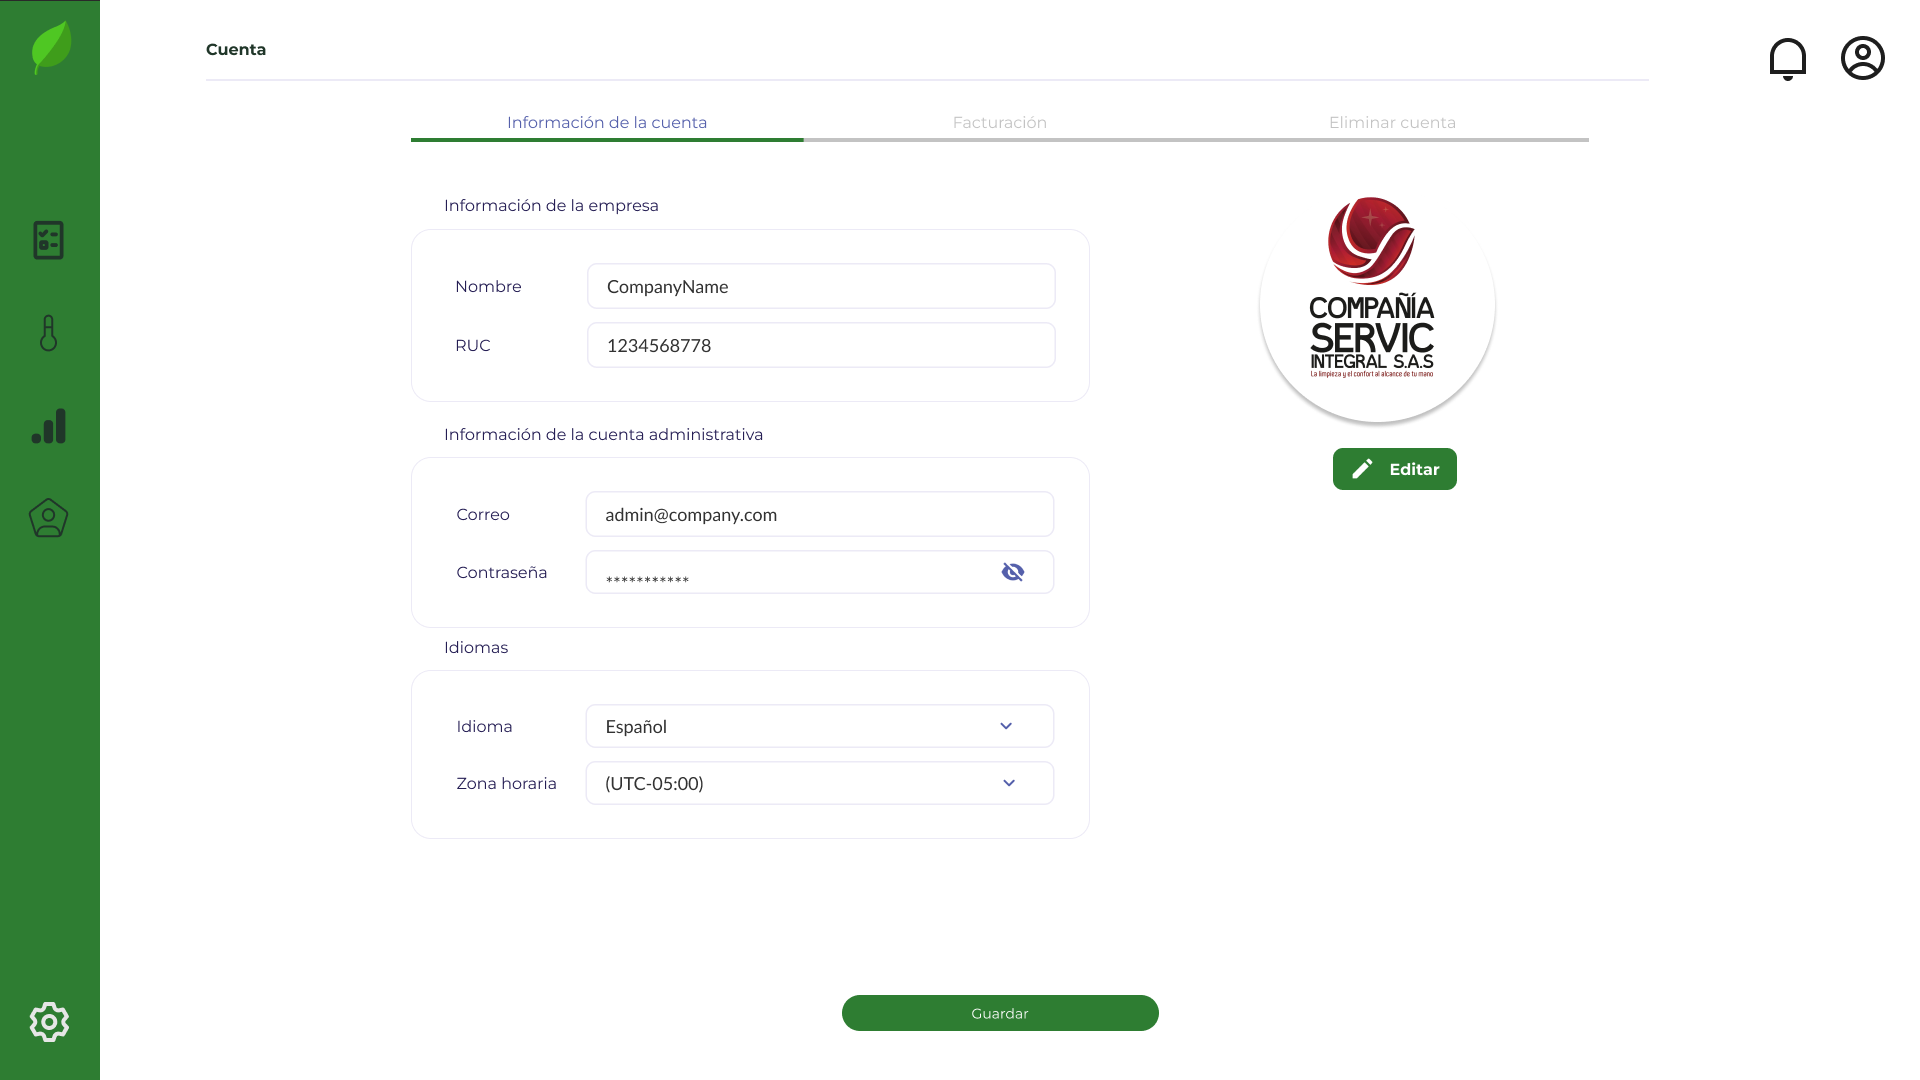 Cuenta
Información de la cuenta
Facturación
Eliminar cuenta
Información de la empresa
Nombre
CompanyName
RUC
1234568778
COMPAÑÍA
SERVIC
INTEGRAL S.A.S
La limpieza y el confort al alcance de tu mano
Editar
Información de la cuenta administrativa
Correo
admin@company.com
Contraseña
***********
Idiomas
Idioma
Español
Zona horaria
(UTC-05:00)
Guardar